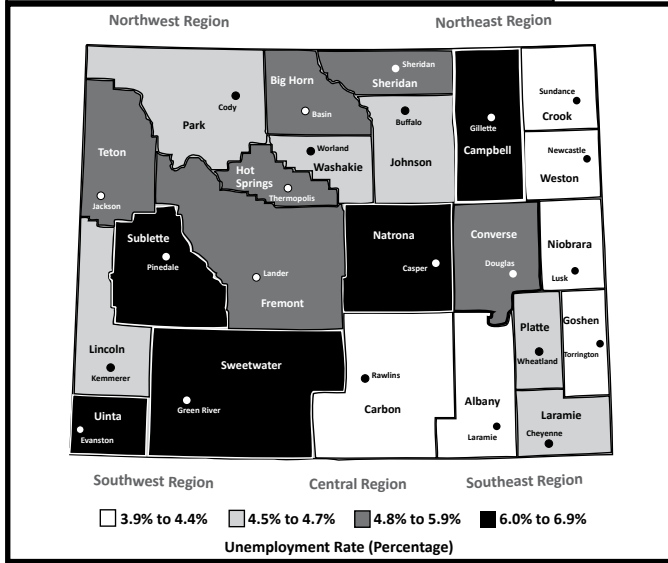 Northwest Region
Northeast Region
Sheridan
Sheridan
Big Horn
Basin
Cody
Park
Buffalo
Johnson
Gillette
Campbell
Sundance
Crook
Newcastle
Weston
Worland
Washakie
Teton
Jackson
Hot
Springs
Thermopolis
Sublette
Pinedale
Lander
Fremont
Natrona
Casper
Converse
Douglas
Niobrara
Lusk
Lincoln
Kemmerer
Sweetwater
Green River
Rawlins
Carbon
Albany
Laramie
Platte
Wheatland
Goshen
Torrington
Uinta
Evanston
Laramie
Cheyenne
Southwest Region
Central Region
Southeast Region
3.9% to 4.4%
4.5% to 4.7%
4.8% to 5.9%
6.0% to 6.9%
Unemployment Rate (Percentage)